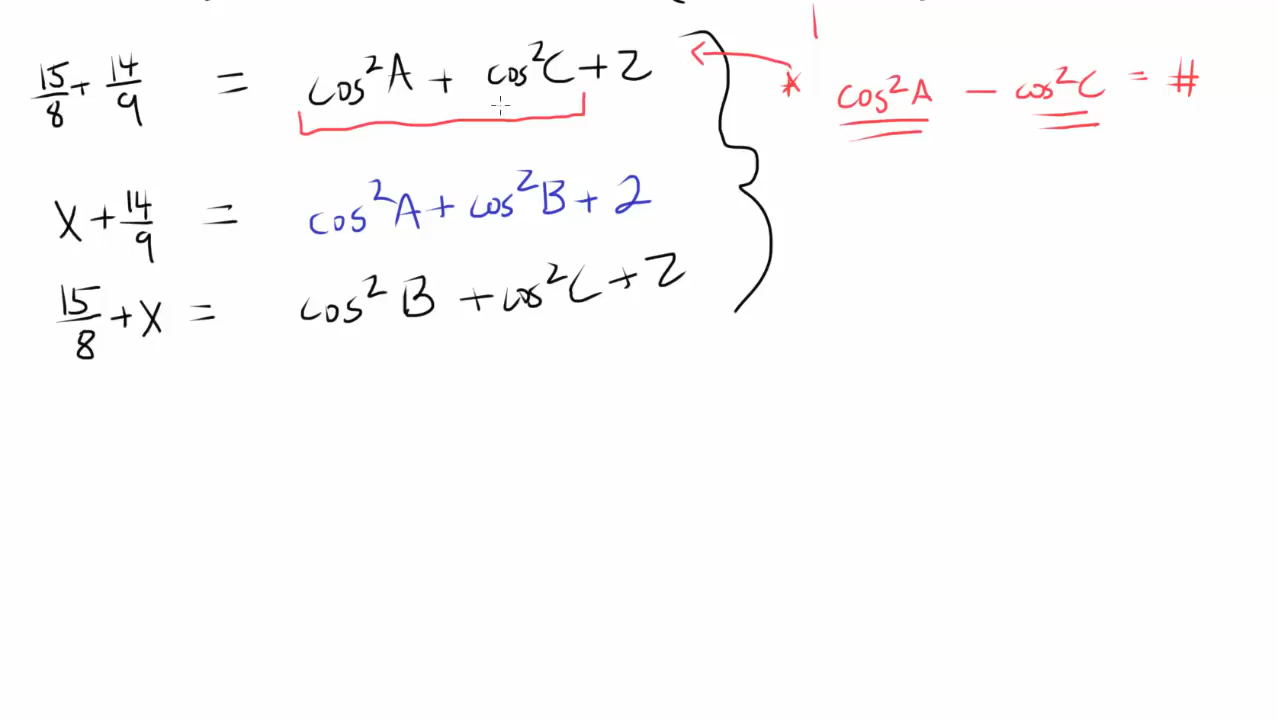 15/8 + 14/9 = cos²A + cos²C + 2
* cos²A − cos²C = #
x + 14/9 = cos²A + cos²B + 2
15/8 + x = cos²B + cos²C + 2